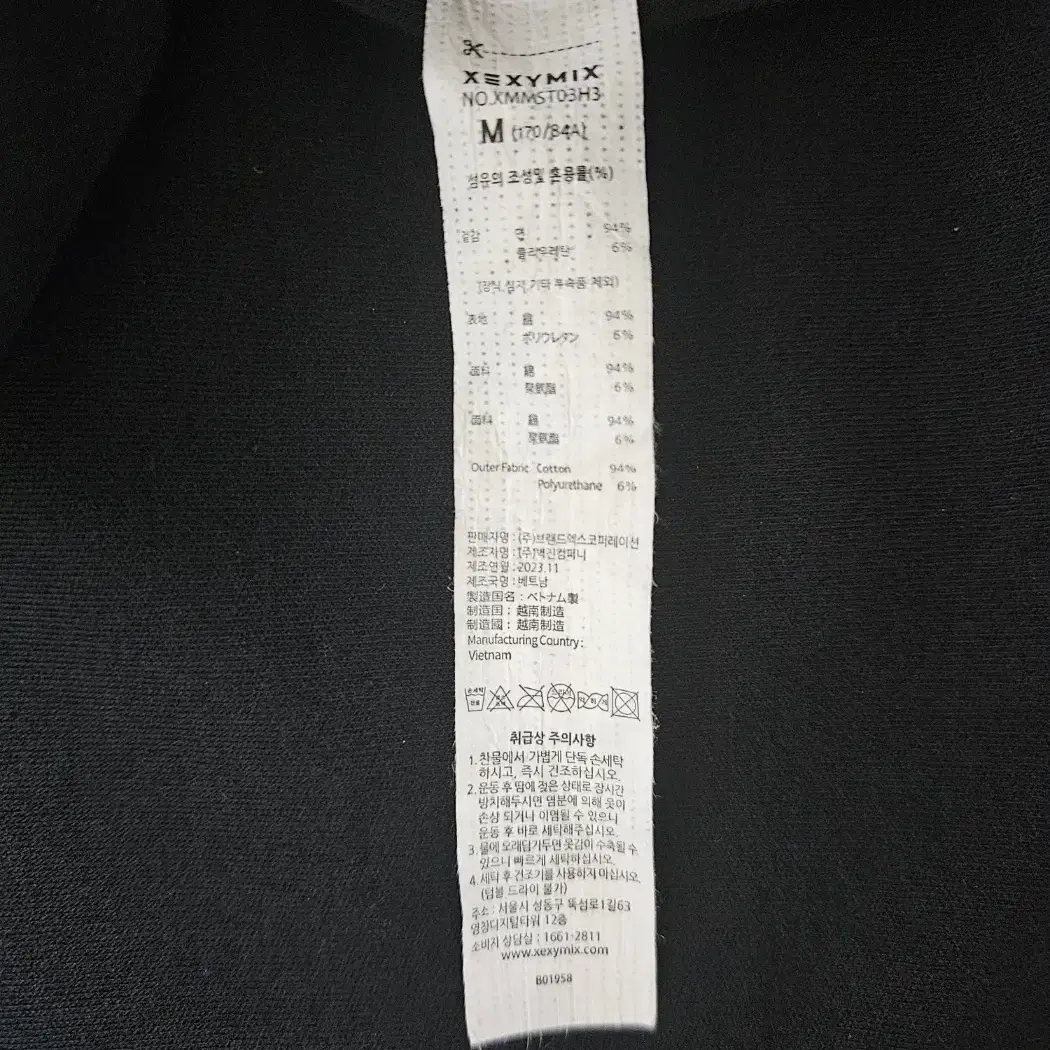 XEXYMIX
NO.XMMST03H3
M (170/84A)
섬유의 조성및 혼용률(%)
겉감 면 94%
폴리우레탄 6%
(장식,심지,기타 부속품 제외)
表地 綿 94%
ポリウレタン 6%
面料 綿 94%
聚氨酯 6%
面料 94%
聚氨酯 6%
Outer Fabric Cotton 94%
Polyurethane 6%
판매자명 : (주)브랜드엑스코퍼레이션
제조자명 : (주)백진컴퍼니
제조연월 : 2023.11
제조국명 : 베트남
製造国名 : ベトナム製
制造国 : 越南制造
制造國 : 越南制造
Manufacturing Country :
Vietnam
손세탁
약하게
취급상 주의사항
1. 찬물에서 가볍게 단독 손세탁
하시고, 즉시 건조하십시오.
2. 운동 후 땀에 젖은 상태로 장시간
방치해두시면 염분에 의해 옷이
손상 되거나 이염될 수 있으니
운동 후 바로 세탁해주십시오.
3. 물에 오래담가두면 옷감이 수축될 수
있으니 빠르게 세탁하십시오.
4. 세탁 후 건조기를 사용하지 마십시오.
(텀블 드라이 불가)
주소 : 서울시 성동구 뚝섬로1길63
영창디지털타워 12층
소비자 상담실 : 1661-2811
www.xexymix.com
B01958